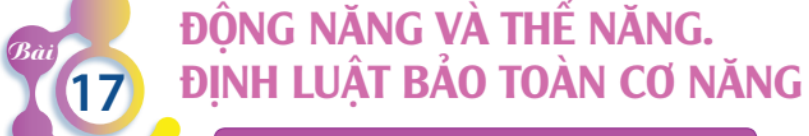 Bài
17
ĐỘNG NĂNG VÀ THẾ NĂNG.
ĐỊNH LUẬT BẢO TOÀN CƠ NĂNG